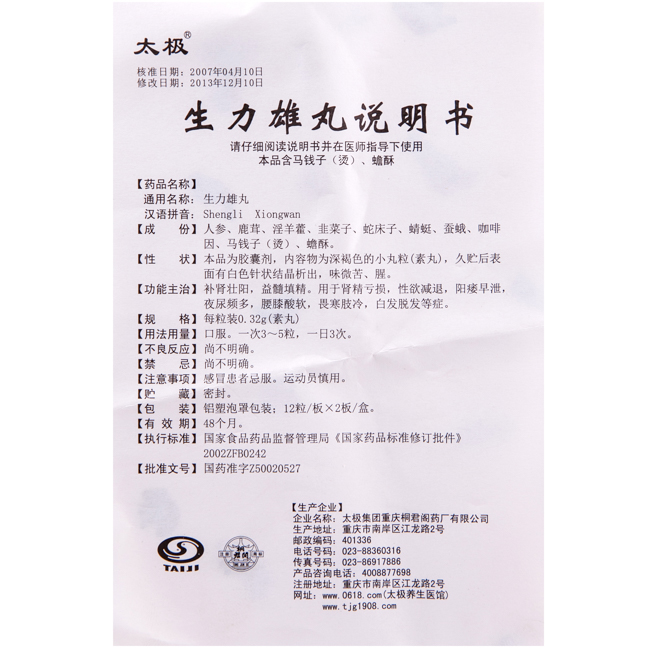 太极®
核准日期：2007年04月10日
修改日期：2013年12月10日
生力雄丸说明书
请仔细阅读说明书并在医师指导下使用
本品含马钱子（烫）、蟾酥
【药品名称】
通用名称：生力雄丸
汉语拼音：Shengli Xiongwan
【成 份】人参、鹿茸、淫羊藿、韭菜子、蛇床子、蜻蜓、蚕蛾、咖啡
因、马钱子（烫）、蟾酥。
【性 状】本品为胶囊剂，内容物为深褐色的小丸粒(素丸)，久贮后表
面有白色针状结晶析出，味微苦、腥。
【功能主治】补肾壮阳，益髓填精。用于肾精亏损，性欲减退，阳痿早泄，
夜尿频多，腰膝酸软，畏寒肢冷，白发脱发等症。
【规 格】每粒装0.32g(素丸)
【用法用量】口服。一次3～5粒，一日3次。
【不良反应】尚不明确。
【禁 忌】尚不明确。
【注意事项】感冒患者忌服。运动员慎用。
【贮 藏】密封。
【包 装】铝塑泡罩包装；12粒/板×2板/盒。
【有 效 期】48个月。
【执行标准】国家食品药品监督管理局《国家药品标准修订批件》
2002ZFB0242
【批准文号】国药准字Z50020527
【生产企业】
企业名称：太极集团重庆桐君阁药厂有限公司
生产地址：重庆市南岸区江龙路2号
邮政编码：401336
电话号码：023-88360316
传真号码：023-86917886
产品咨询电话：4008877698
注册地址：重庆市南岸区江龙路2号
网址：www.0618.com(太极养生医馆)
www.tjg1908.com
TAIJI